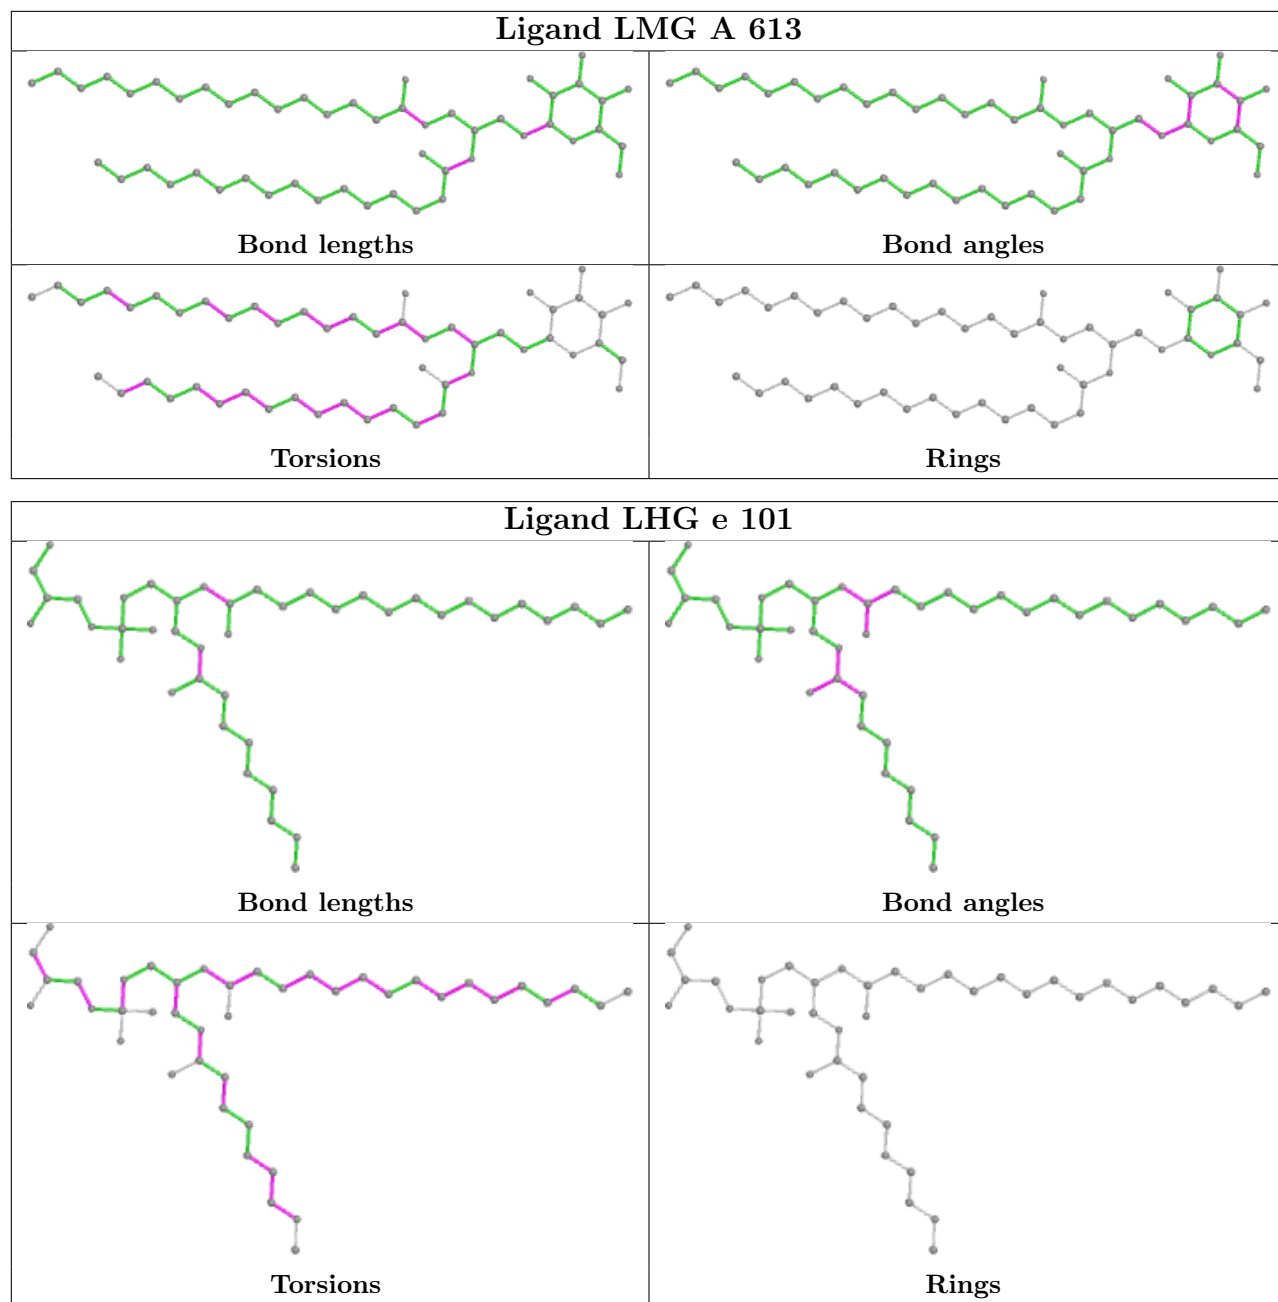 Ligand LMG A 613
Bond lengths
Bond angles
Torsions
Rings
Ligand LHG e 101
Bond lengths
Bond angles
Torsions
Rings